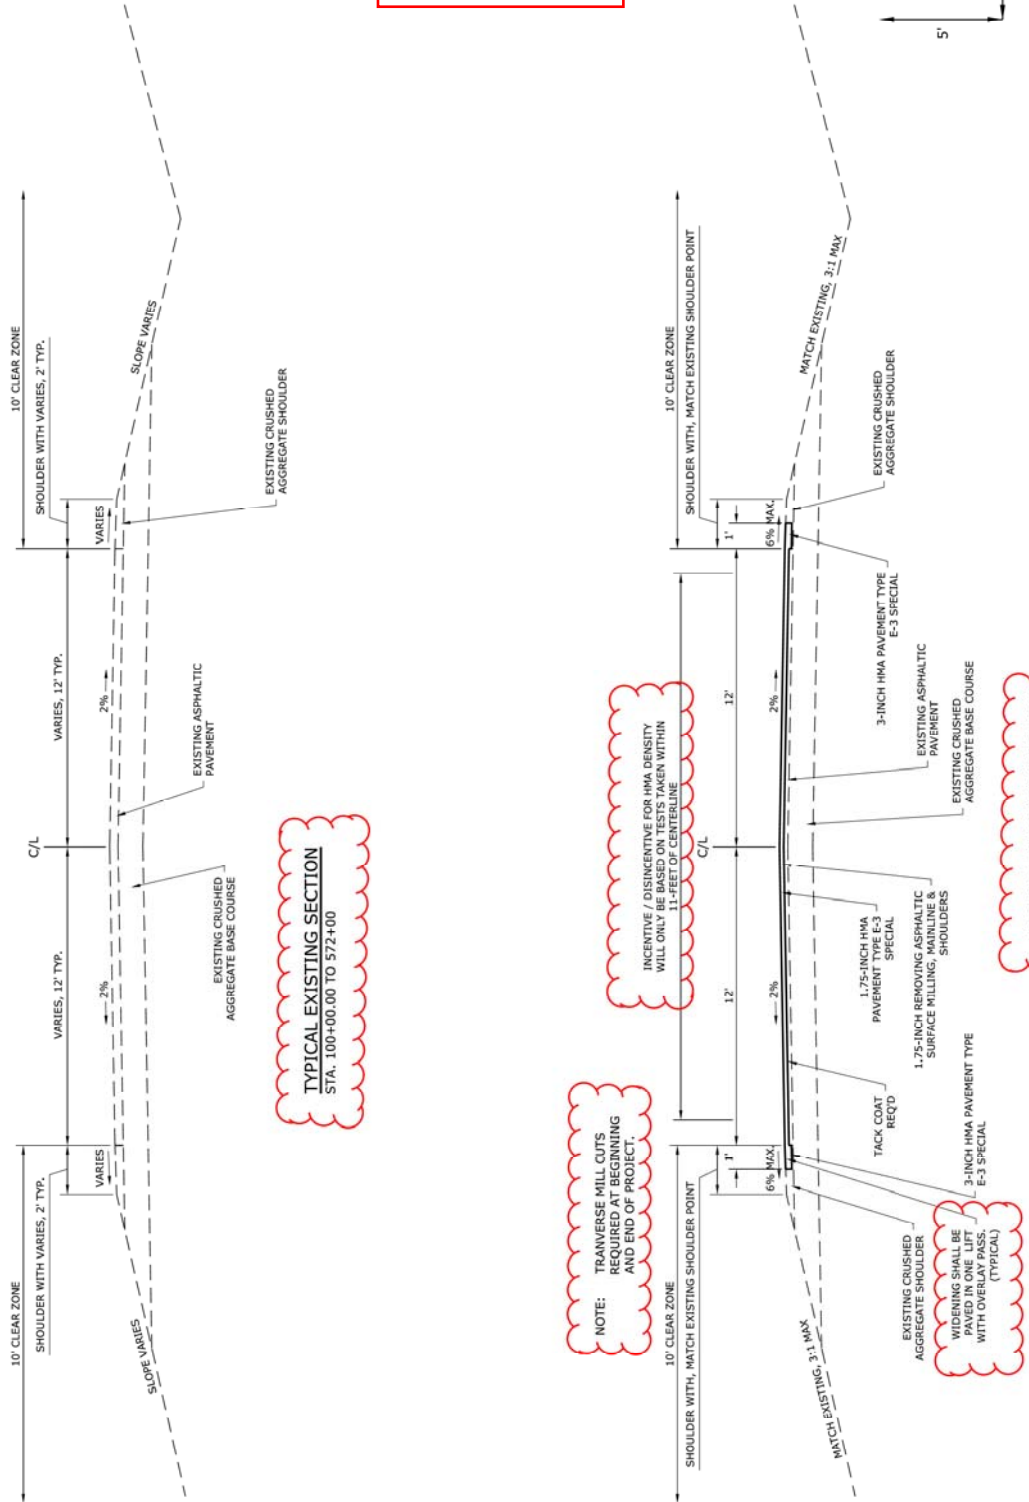 10' CLEAR ZONE
SHOULDER WITH VARIES, 2' TYP.
VARIES
VARIES, 12' TYP.
2%
C/L
VARIES, 12' TYP.
2%
10' CLEAR ZONE
SHOULDER WITH VARIES, 2' TYP.
VARIES
SLOPE VARIES
SLOPE VARIES
EXISTING CRUSHED
AGGREGATE BASE COURSE
EXISTING ASPHALTIC
PAVEMENT
EXISTING CRUSHED
AGGREGATE SHOULDER
TYPICAL EXISTING SECTION
STA. 100+00.00 TO 572+00
NOTE: TRANVERSE MILL CUTS
REQUIRED AT BEGINNING
AND END OF PROJECT.
INCENTIVE / DISINCENTIVE FOR HMA DENSITY
WILL ONLY BE BASED ON TESTS TAKEN WITHIN
11-FEET OF CENTERLINE
10' CLEAR ZONE
SHOULDER WITH, MATCH EXISTING SHOULDER POINT
1'
6% MAX.
12'
2%
C/L
12'
2%
10' CLEAR ZONE
SHOULDER WITH, MATCH EXISTING SHOULDER POINT
1'
6% MAX.
MATCH EXISTING, 3:1 MAX
MATCH EXISTING, 3:1 MAX
EXISTING CRUSHED
AGGREGATE SHOULDER
WIDENING SHALL BE
PAVED IN ONE LIFT
WITH OVERLAY PASS.
(TYPICAL)
3-INCH HMA PAVEMENT TYPE
E-3 SPECIAL
TACK COAT
REQ'D
1.75-INCH REMOVING ASPHALTIC
SURFACE MILLING, MAINLINE &
SHOULDERS
1.75-INCH HMA
PAVEMENT TYPE E-3
SPECIAL
EXISTING CRUSHED
AGGREGATE BASE COURSE
EXISTING ASPHALTIC
PAVEMENT
3-INCH HMA PAVEMENT TYPE
E-3 SPECIAL
EXISTING CRUSHED
AGGREGATE SHOULDER
5'